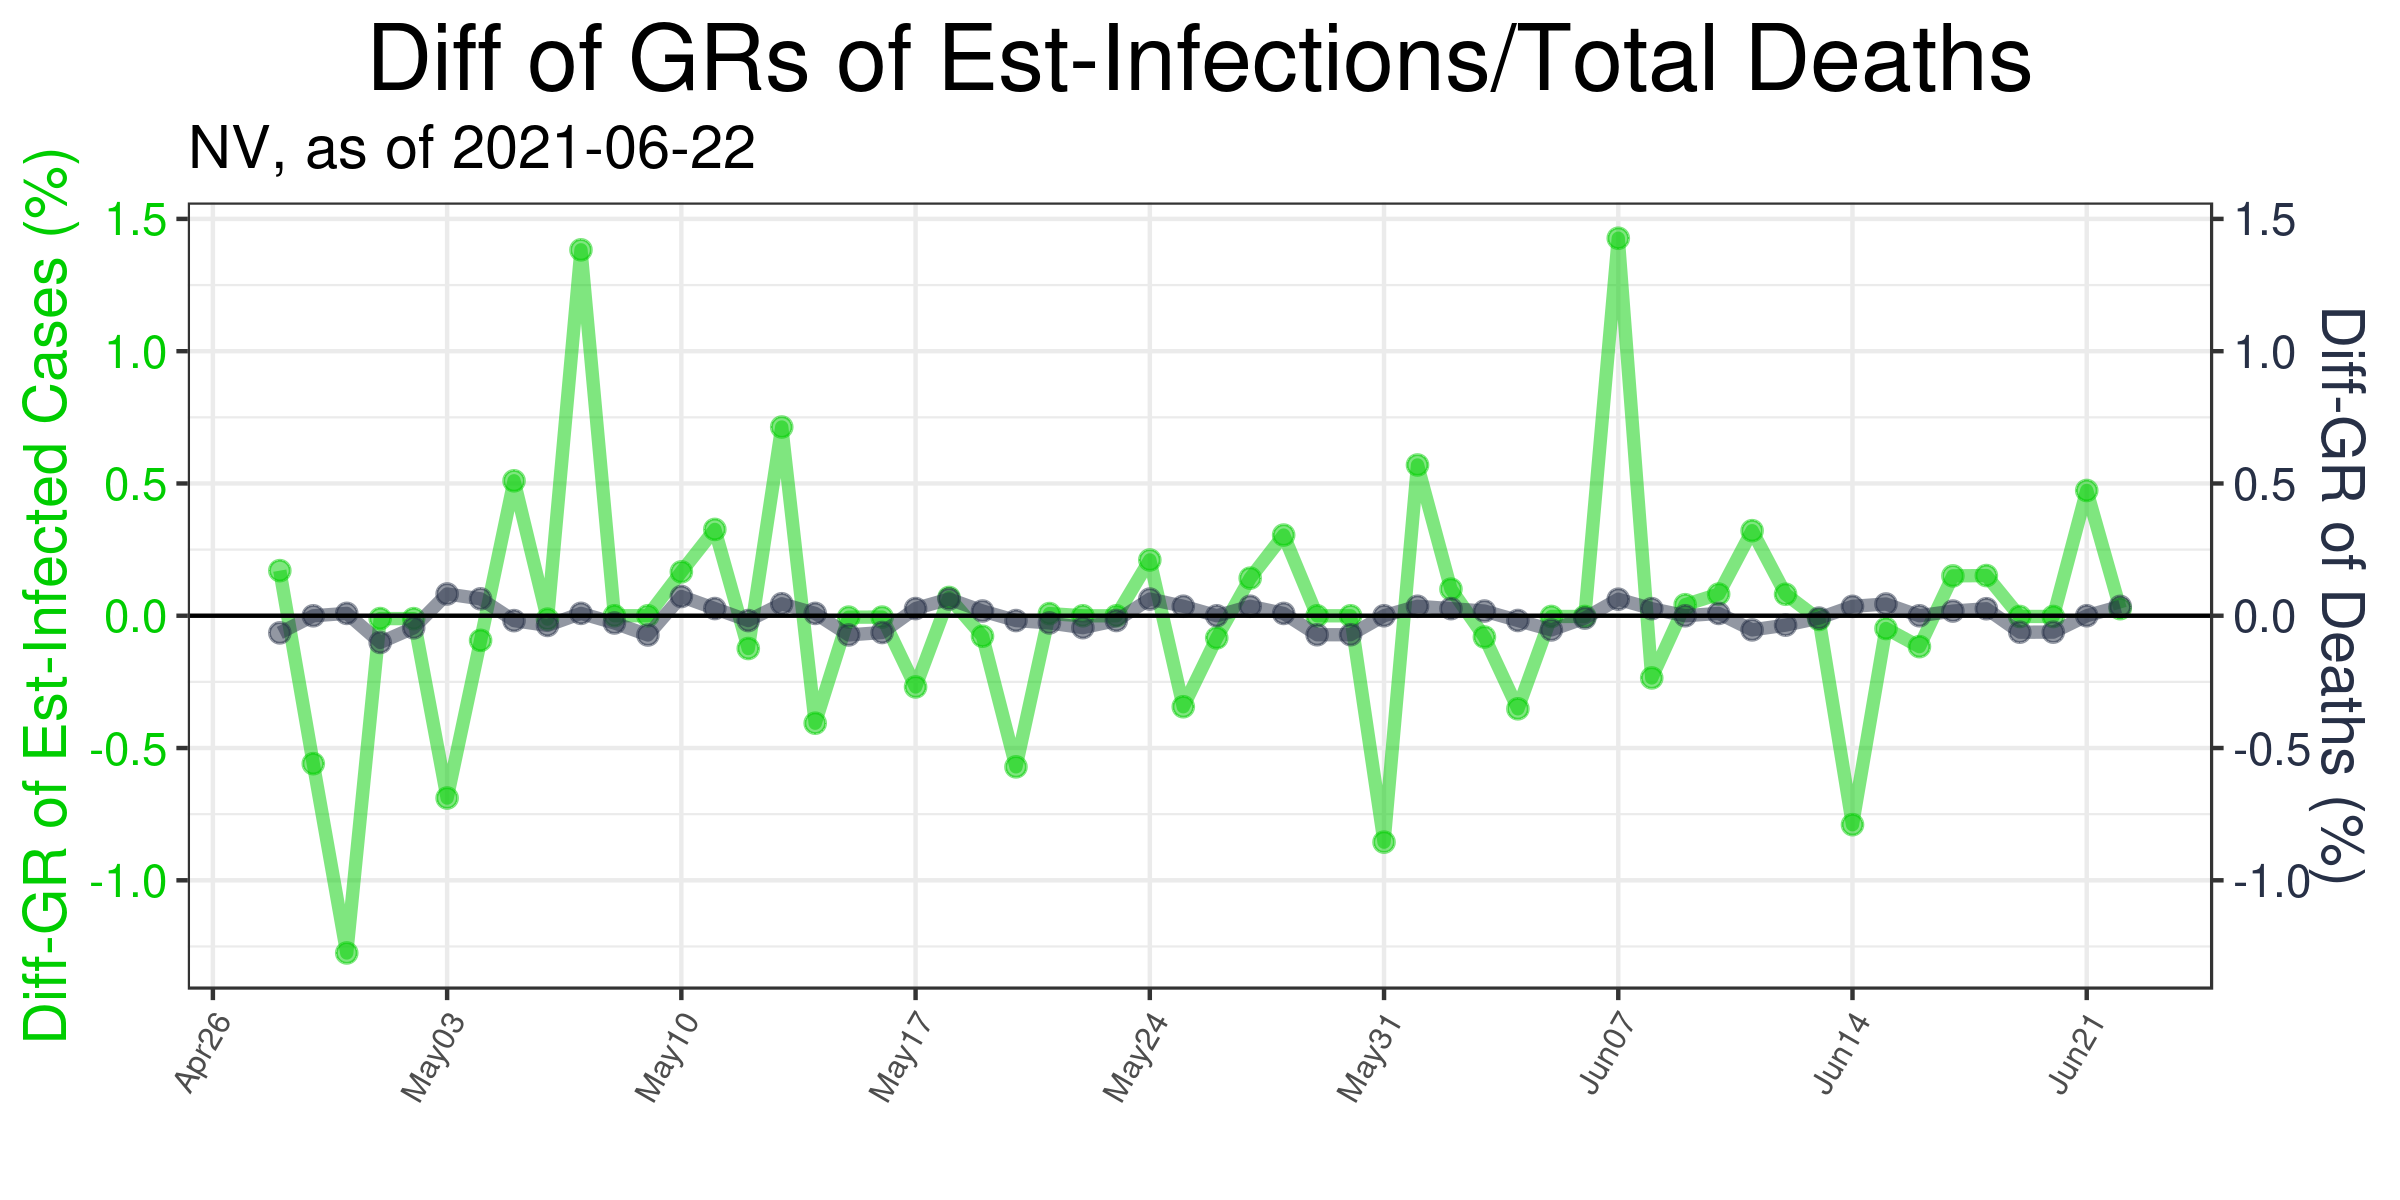 Diff of GRs of Est-Infections/Total Deaths
NV, as of 2021-06-22
Diff-GR of Est-Infected Cases (%)
1.5
1.0
0.5
0.0
-0.5
-1.0
1.5
1.0
0.5
0.0
-0.5
-1.0
Diff-GR of Deaths (%)
Apr26
May03
May10
May17
May24
May31
Jun07
Jun14
Jun21